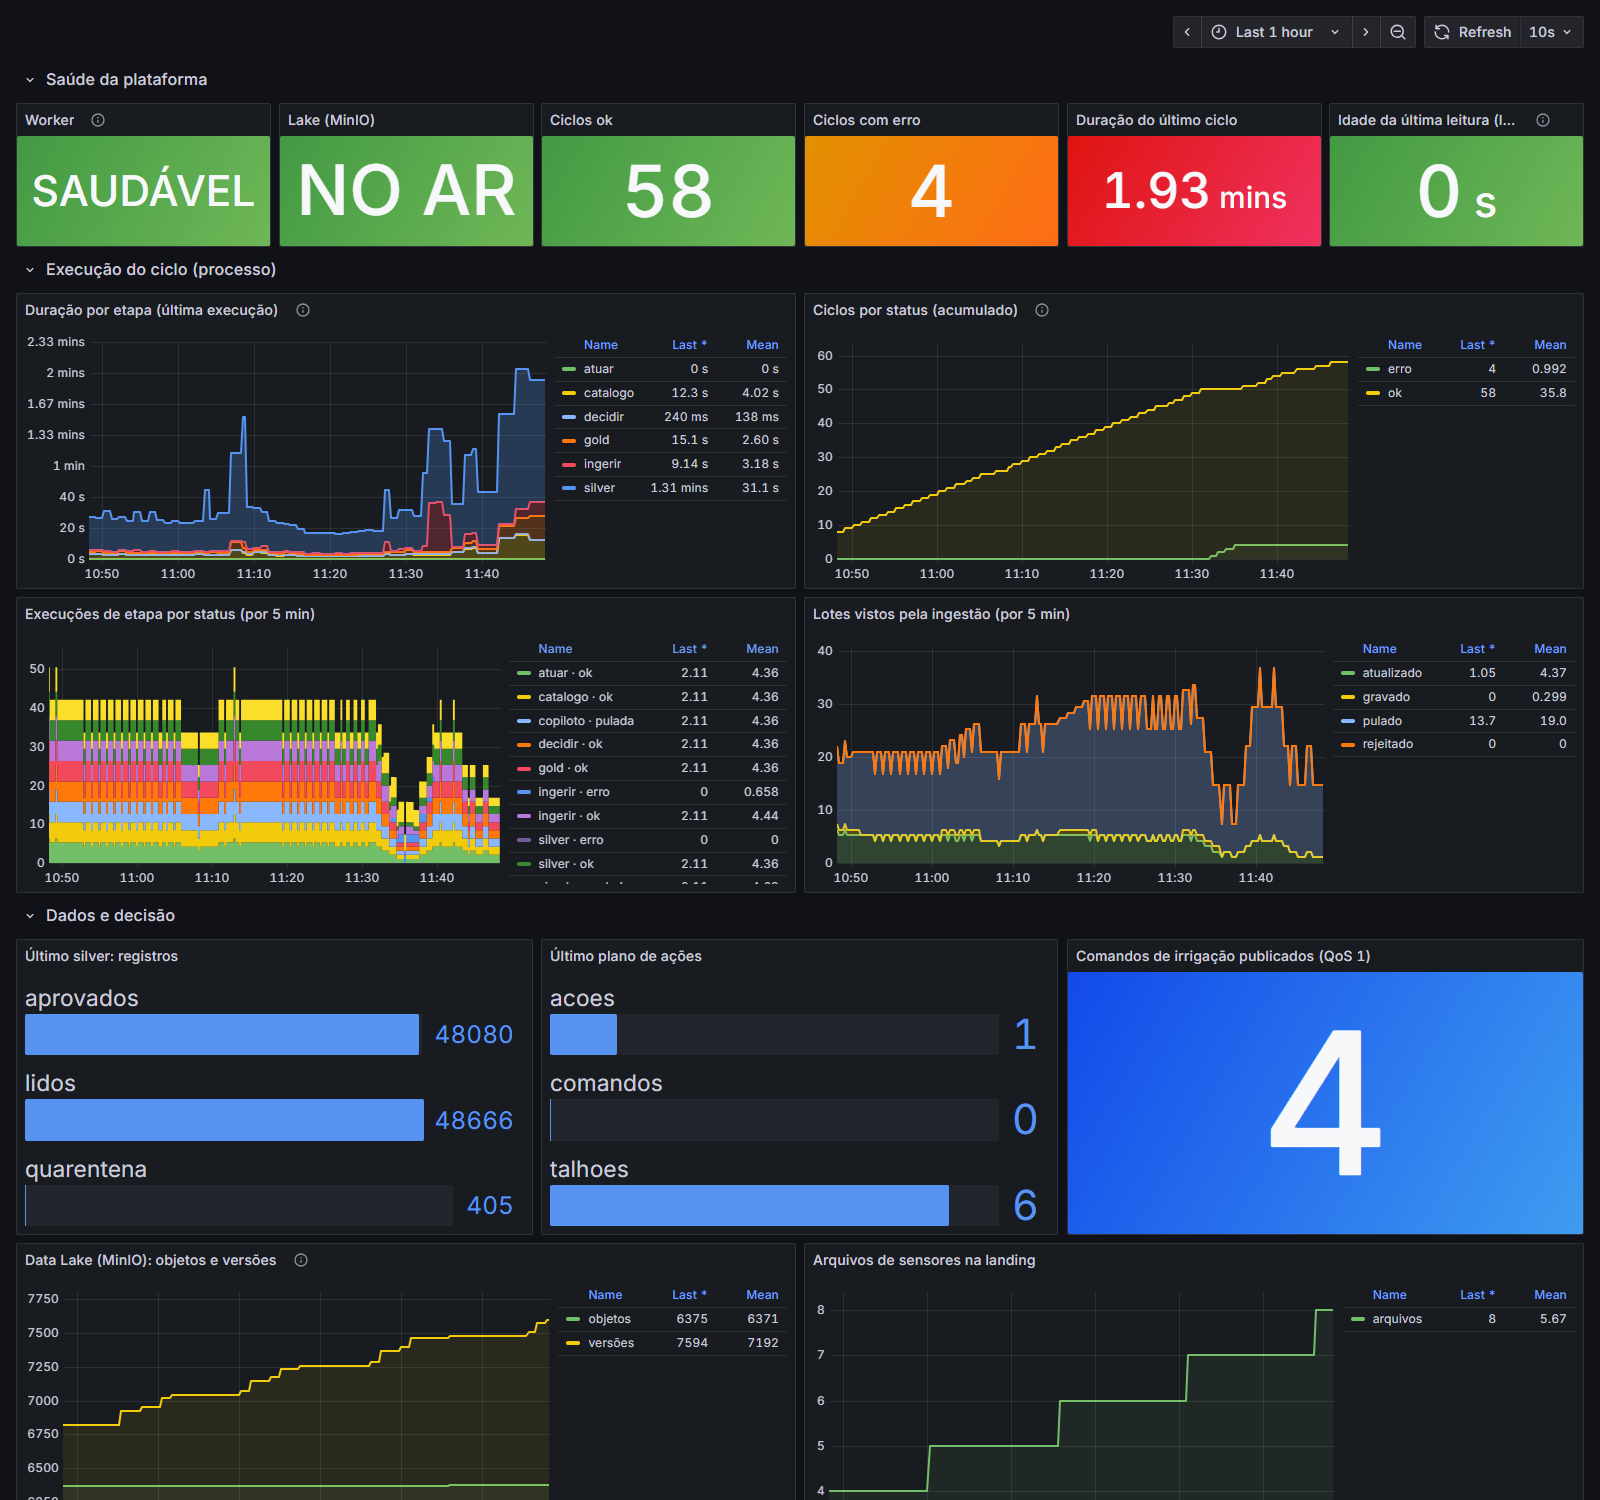 Last 1 hour
Refresh 10s
Saúde da plataforma
Worker
SAUDÁVEL
Lake (MinIO)
NO AR
Ciclos ok
58
Ciclos com erro
4
Duração do último ciclo
1.93 mins
Idade da última leitura (l...
0 s
Execução do ciclo (processo)
Duração por etapa (última execução)
2.33 mins
2 mins
1.67 mins
1.33 mins
1 min
40 s
20 s
0 s
10:50 11:00 11:10 11:20 11:30 11:40
Name Last * Mean
atuar 0 s 0 s
catalogo 12.3 s 4.02 s
decidir 240 ms 138 ms
gold 15.1 s 2.60 s
ingerir 9.14 s 3.18 s
silver 1.31 mins 31.1 s
Ciclos por status (acumulado)
60
50
40
30
20
10
0
10:50 11:00 11:10 11:20 11:30 11:40
Name Last * Mean
erro 4 0.992
ok 58 35.8
Execuções de etapa por status (por 5 min)
50
40
30
20
10
0
10:50 11:00 11:10 11:20 11:30 11:40
Name Last * Mean
atuar · ok 2.11 4.36
catalogo · ok 2.11 4.36
copiloto · pulada 2.11 4.36
decidir · ok 2.11 4.36
gold · ok 2.11 4.36
ingerir · erro 0 0.658
ingerir · ok 2.11 4.44
silver · erro 0 0
silver · ok 2.11 4.36
Lotes vistos pela ingestão (por 5 min)
40
30
20
10
0
10:50 11:00 11:10 11:20 11:30 11:40
Name Last * Mean
atualizado 1.05 4.37
gravado 0 0.299
pulado 13.7 19.0
rejeitado 0 0
Dados e decisão
Último silver: registros
aprovados
48080
lidos
48666
quarentena
405
Último plano de ações
acoes
1
comandos
0
talhoes
6
Comandos de irrigação publicados (QoS 1)
4
Data Lake (MinIO): objetos e versões
7750
7500
7250
7000
6750
6500
Name Last * Mean
objetos 6375 6371
versões 7594 7192
Arquivos de sensores na landing
8
7
6
5
4
Name Last * Mean
arquivos 8 5.67